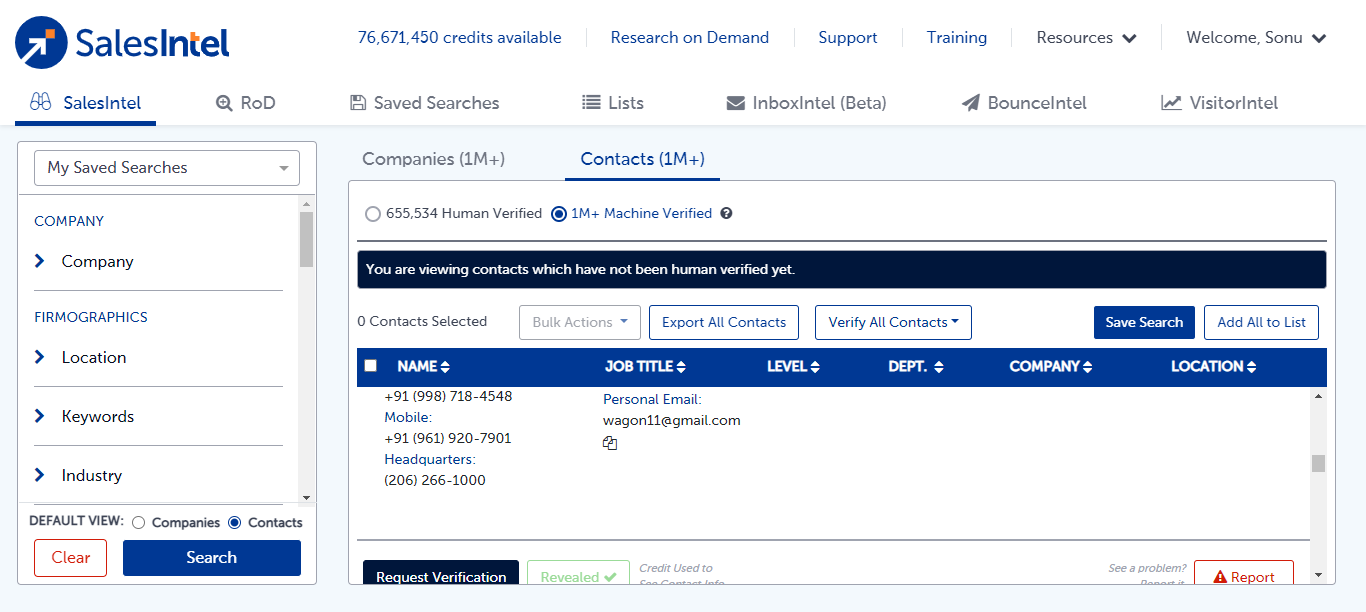 SalesIntel
76,671,450 credits available
Research on Demand
Support
Training
Resources
Welcome, Sonu
SalesIntel
RoD
Saved Searches
Lists
InboxIntel (Beta)
BounceIntel
VisitorIntel
My Saved Searches
COMPANY
Company
FIRMOGRAPHICS
Location
Keywords
Industry
DEFAULT VIEW: Companies Contacts
Clear
Search
Companies (1M+)
Contacts (1M+)
655,534 Human Verified 1M+ Machine Verified ?
You are viewing contacts which have not been human verified yet.
0 Contacts Selected
Bulk Actions
Export All Contacts
Verify All Contacts
Save Search
Add All to List
NAME JOB TITLE LEVEL DEPT. COMPANY LOCATION
+91 (998) 718-4548
Mobile:
+91 (961) 920-7901
Headquarters:
(206) 266-1000
Personal Email:
wagon11@gmail.com
Request Verification
Revealed
Credit Used to
See Contact Info
See a problem?
Report it
Report